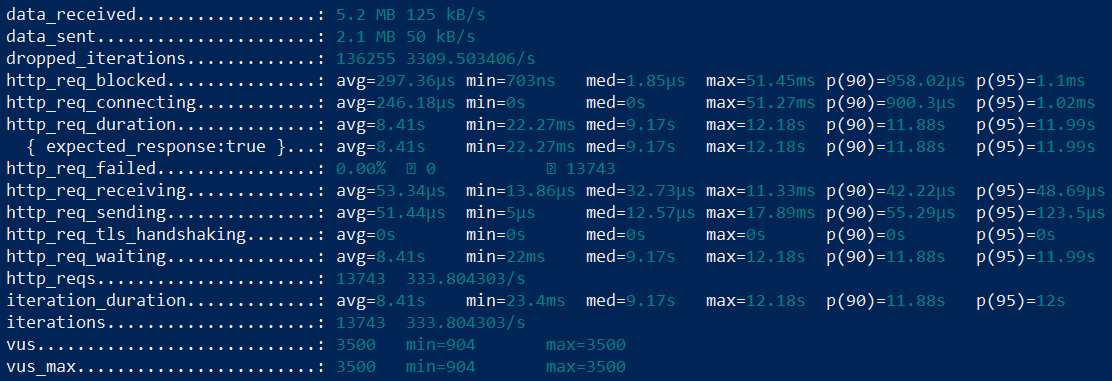 data_received..................: 5.2 MB 125 kB/s
data_sent......................: 2.1 MB 50 kB/s
dropped_iterations.............: 136255 3309.503406/s
http_req_blocked...............: avg=297.36µs min=703ns   med=1.85µs  max=51.45ms p(90)=958.02µs p(95)=1.1ms
http_req_connecting............: avg=246.18µs min=0s      med=0s      max=51.27ms p(90)=900.3µs  p(95)=1.02ms
http_req_duration..............: avg=8.41s    min=22.27ms med=9.17s   max=12.18s  p(90)=11.88s   p(95)=11.99s
  { expected_response:true }...: avg=8.41s    min=22.27ms med=9.17s   max=12.18s  p(90)=11.88s   p(95)=11.99s
http_req_failed................: 0.00%  0           13743
http_req_receiving.............: avg=53.34µs  min=13.86µs med=32.73µs max=11.33ms p(90)=42.22µs  p(95)=48.69µs
http_req_sending...............: avg=51.44µs  min=5µs     med=12.57µs max=17.89ms p(90)=55.29µs  p(95)=123.5µs
http_req_tls_handshaking.......: avg=0s       min=0s      med=0s      max=0s      p(90)=0s       p(95)=0s
http_req_waiting...............: avg=8.41s    min=22ms    med=9.17s   max=12.18s  p(90)=11.88s   p(95)=11.99s
http_reqs......................: 13743  333.804303/s
iteration_duration.............: avg=8.41s    min=23.4ms  med=9.17s   max=12.18s  p(90)=11.88s   p(95)=12s
iterations.....................: 13743  333.804303/s
vus............................: 3500   min=904       max=3500
vus_max........................: 3500   min=904       max=3500